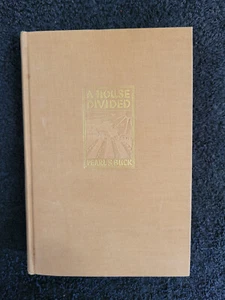 A HOUSE
DIVIDED
PEARL S. BUCK